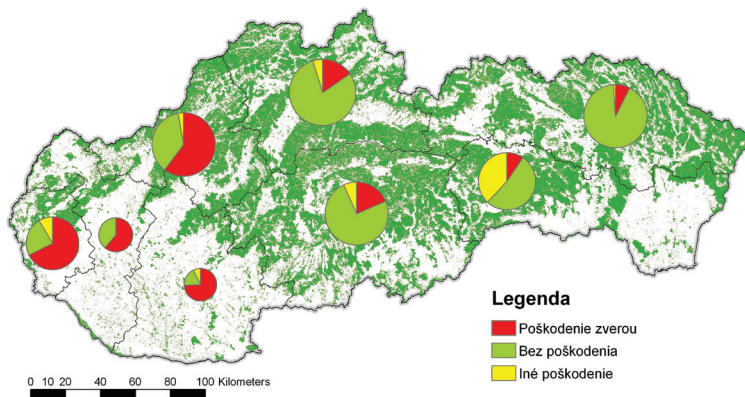 Legenda
Poškodenie zverou
Bez poškodenia
Iné poškodenie
0 10 20 40 60 80 100 Kilometers